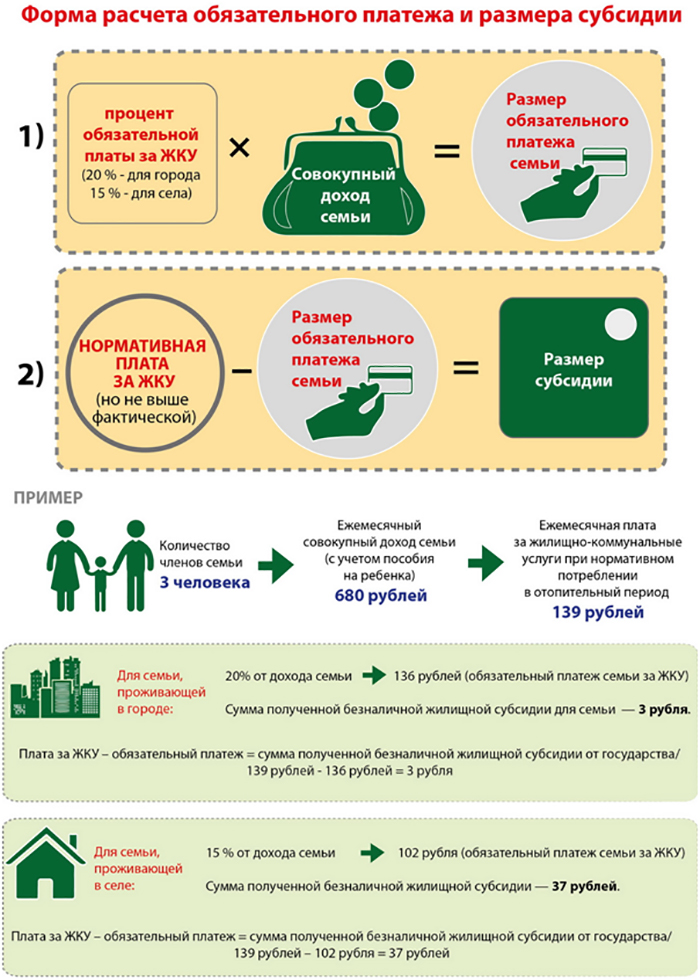 Форма расчета обязательного платежа и размера субсидии
1)
процент
обязательной
платы за ЖКУ
(20 % - для города
15 % - для села)
×
Совокупный
доход
семьи
=
Размер
обязательного
платежа
семьи
2)
НОРМАТИВНАЯ
ПЛАТА
ЗА ЖКУ
(но не выше
фактической)
–
Размер
обязательного
платежа
семьи
=
Размер
субсидии
ПРИМЕР
Количество
членов семьи
3 человека
Ежемесячный
совокупный доход семьи
(с учетом пособия
на ребенка)
680 рублей
Ежемесячная плата
за жилищно-коммунальные
услуги при нормативном
потреблении
в отопительный период
139 рублей
Для семьи,
проживающей
в городе:
20% от дохода семьи
136 рублей (обязательный платеж семьи за ЖКУ)
Сумма полученной безналичной жилищной субсидии для семьи — 3 рубля.
Плата за ЖКУ – обязательный платеж = сумма полученной безналичной жилищной субсидии от государства/
139 рублей - 136 рублей = 3 рубля
Для семьи,
проживающей
в селе:
15 % от дохода семьи
102 рубля (обязательный платеж семьи за ЖКУ)
Сумма полученной безналичной жилищной субсидии — 37 рублей.
Плата за ЖКУ – обязательный платеж = сумма полученной безналичной жилищной субсидии от государства/
139 рублей – 102 рубля = 37 рублей